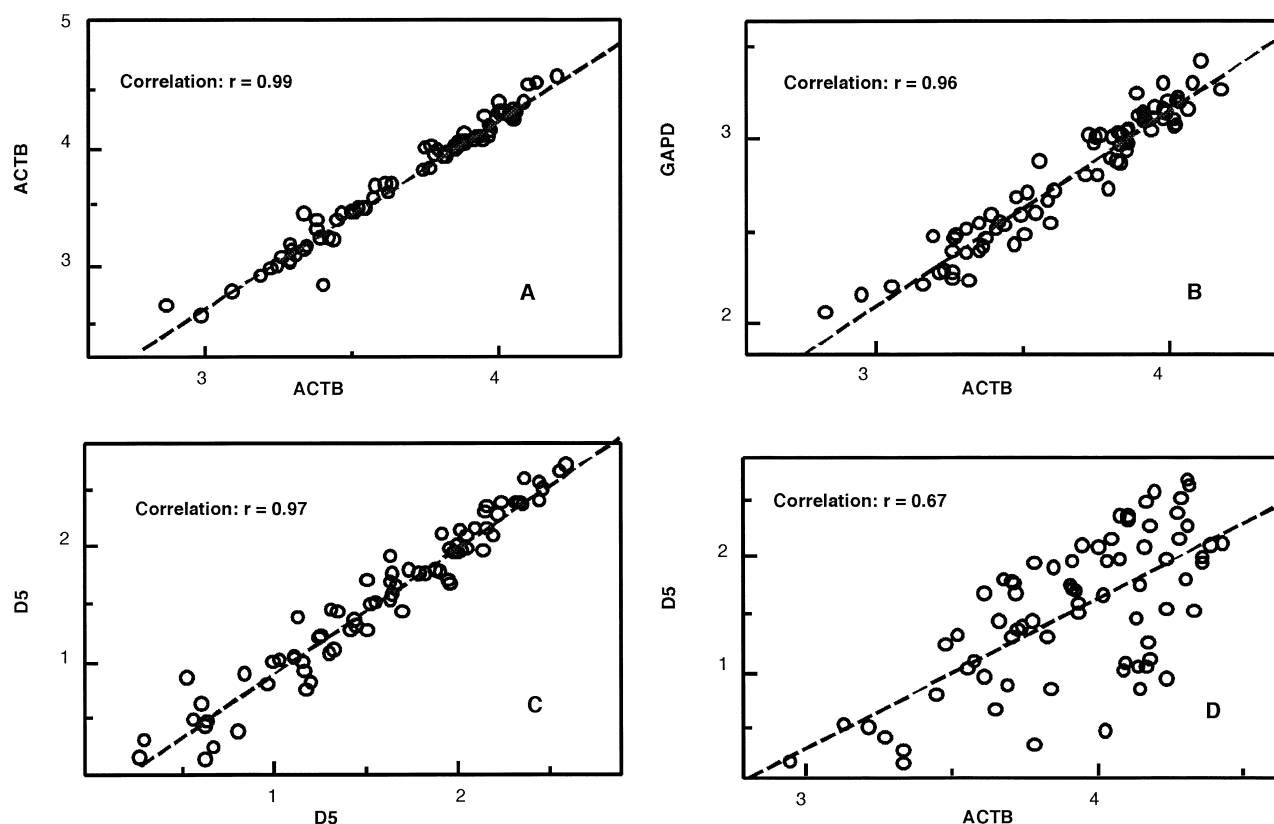 5
Correlation: r = 0.99
4
ACTB
3
A
3
4
ACTB
Correlation: r = 0.96
3
GAPD
B
2
3
4
ACTB
Correlation: r = 0.97
2
D5
1
C
1
2
D5
Correlation: r = 0.67
2
D5
1
D
3
4
ACTB